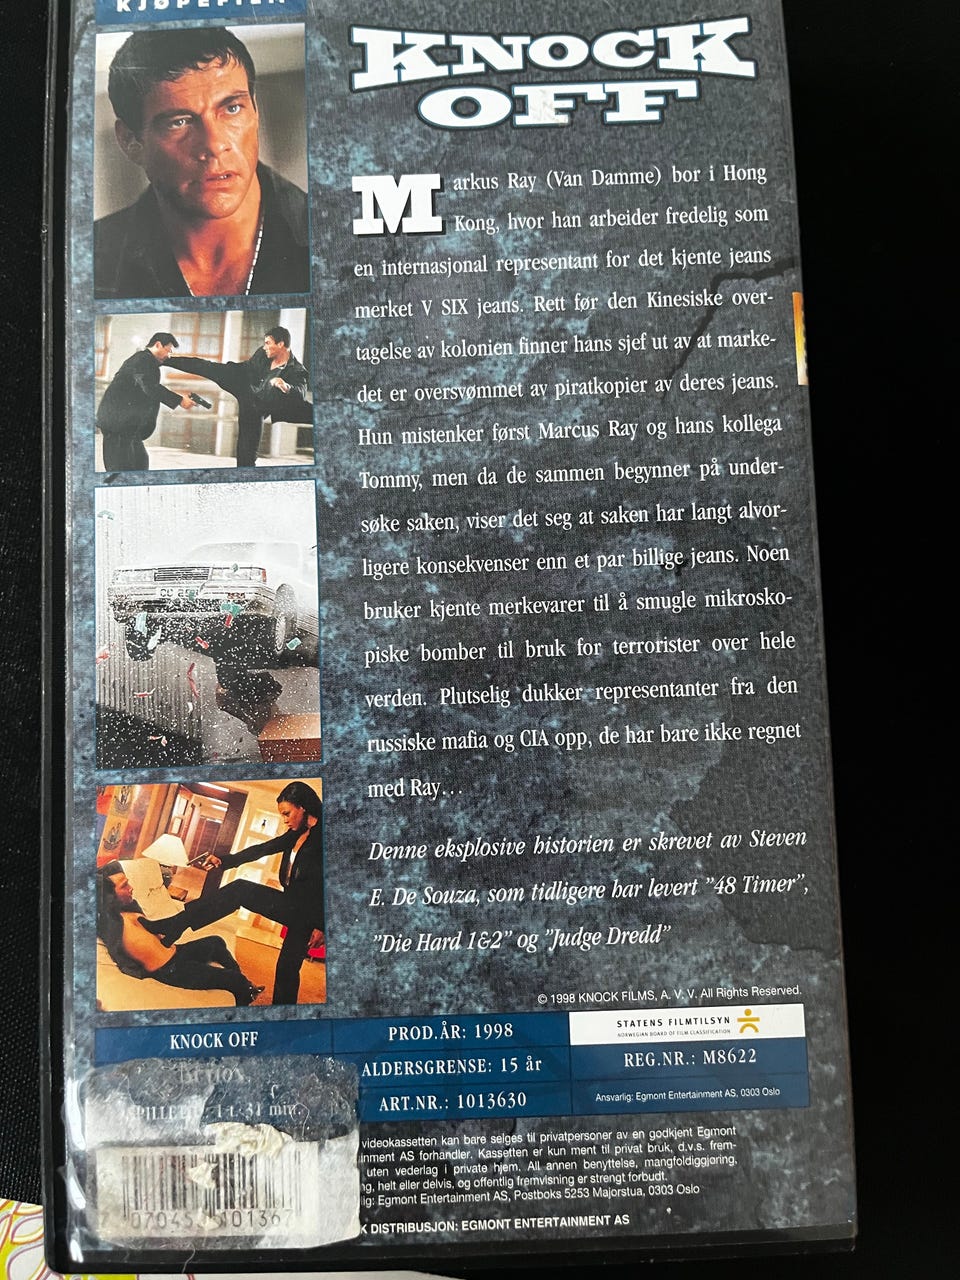 KJØPEFILM
KNOCK
OFF
Markus Ray (Van Damme) bor i Hong
Kong, hvor han arbeider fredelig som
en internasjonal representant for det kjente jeans
merket V SIX jeans. Rett før den Kinesiske over-
tagelse av kolonien finner hans sjef ut av at marke-
det er oversvømmet av piratkopier av deres jeans.
Hun mistenker først Marcus Ray og hans kollega
Tommy, men da de sammen begynner på under-
søke saken, viser det seg at saken har langt alvor-
ligere konsekvenser enn et par billige jeans. Noen
bruker kjente merkevarer til å smugle mikrosko-
piske bomber til bruk for terrorister over hele
verden. Plutselig dukker representanter fra den
russiske mafia og CIA opp, de har bare ikke regnet
med Ray...
Denne eksplosive historien er skrevet av Steven
E. De Souza, som tidligere har levert "48 Timer",
"Die Hard 1&2" og "Judge Dredd"
© 1998 KNOCK FILMS, A. V. V. All Rights Reserved.
KNOCK OFF
SPILLETID: 1 t. 31 min.
PROD.ÅR: 1998
ALDERSGRENSE: 15 år
ART.NR.: 1013630
STATENS FILMTILSYN
NORWEGIAN BOARD OF FILM CLASSIFICATION
REG.NR.: M8622
Ansvarlig: Egmont Entertainment AS, 0303 Oslo
videokassetten kan bare selges til privatpersoner av en godkjent Egmont
inment AS forhandler. Kassetten er kun ment til privat bruk, d.v.s. frem-
uten vederlag i private hjem. All annen benyttelse, mangfoldiggjøring,
ng, helt eller delvis, og offentlig fremvisning er strengt forbudt.
lig: Egmont Entertainment AS, Postboks 5253 Majorstua, 0303 Oslo
K DISTRIBUSJON: EGMONT ENTERTAINMENT AS